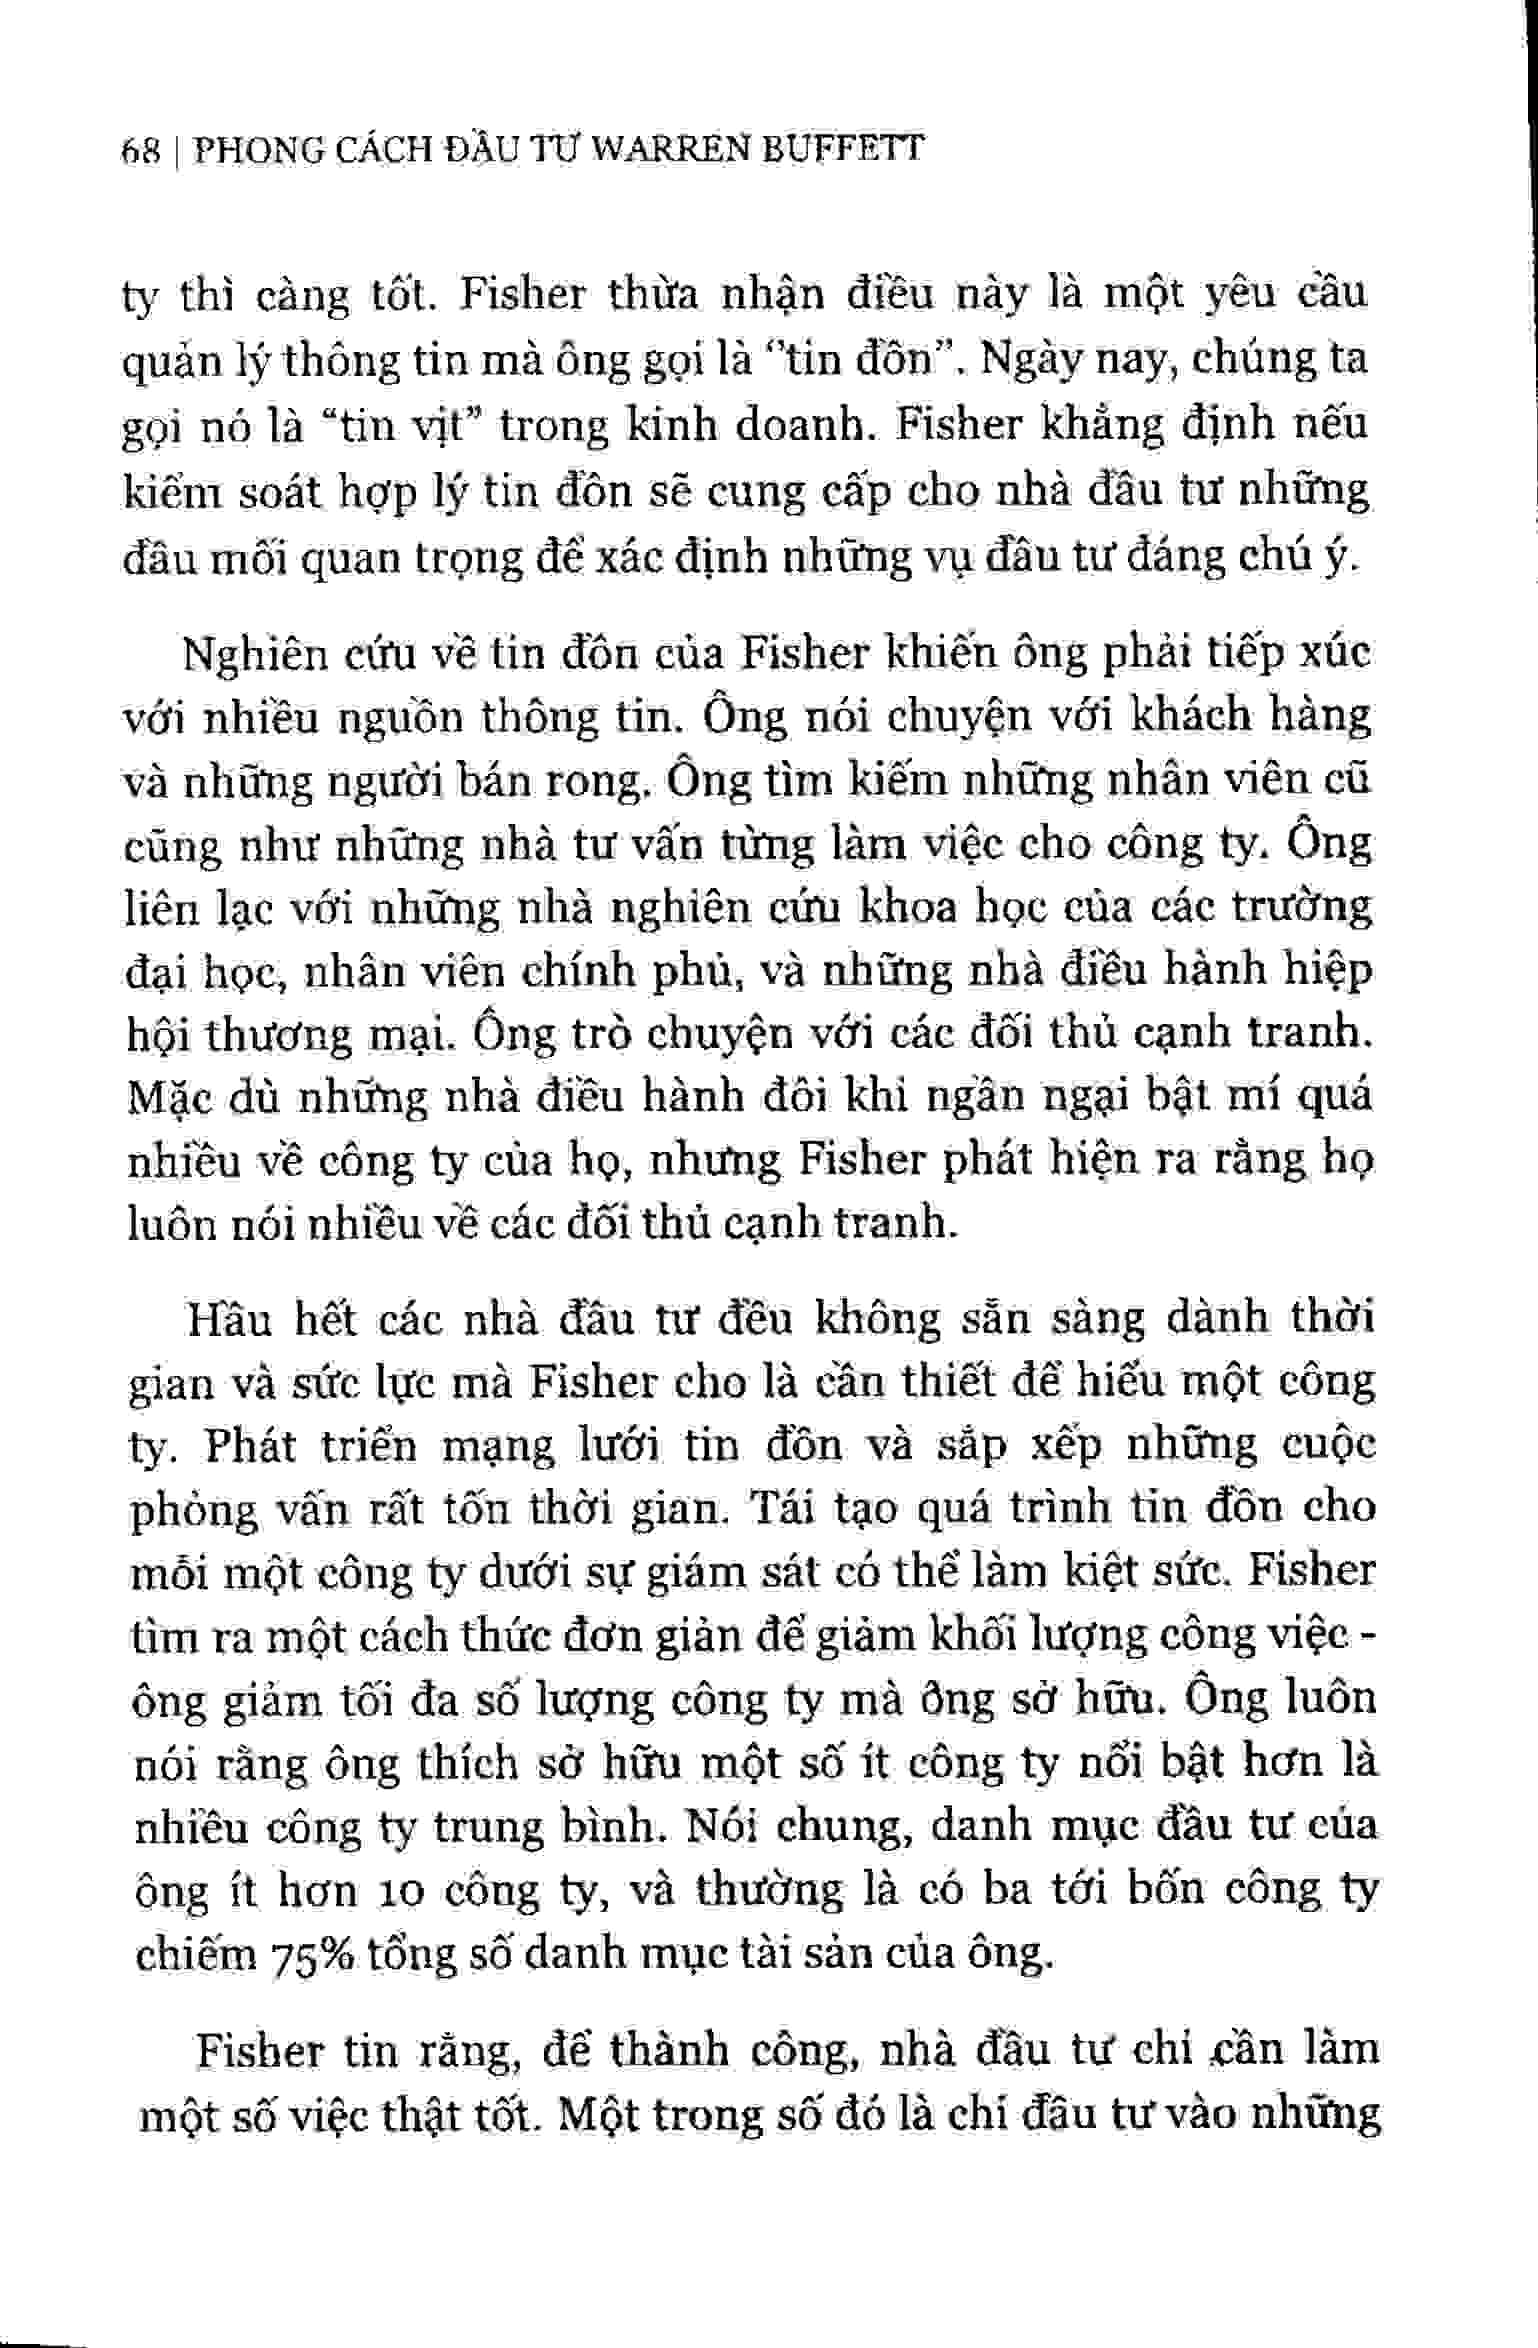 68 | PHONG CÁCH ĐẦU TƯ WARREN BUFFETT
ty thì càng tốt. Fisher thừa nhận điều này là một yêu cầu
quản lý thông tin mà ông gọi là “tin đồn”. Ngày nay, chúng ta
gọi nó là “tin vịt” trong kinh doanh. Fisher khẳng định nếu
kiểm soát hợp lý tin đồn sẽ cung cấp cho nhà đầu tư những
đầu mối quan trọng để xác định những vụ đầu tư đáng chú ý.
Nghiên cứu về tin đồn của Fisher khiến ông phải tiếp xúc
với nhiều nguồn thông tin. Ông nói chuyện với khách hàng
và những người bán rong. Ông tìm kiếm những nhân viên cũ
cũng như những nhà tư vấn từng làm việc cho công ty. Ông
liên lạc với những nhà nghiên cứu khoa học của các trường
đại học, nhân viên chính phủ, và những nhà điều hành hiệp
hội thương mại. Ông trò chuyện với các đối thủ cạnh tranh.
Mặc dù những nhà điều hành đôi khi ngần ngại bật mí quá
nhiều về công ty của họ, nhưng Fisher phát hiện ra rằng họ
luôn nói nhiều về các đối thủ cạnh tranh.
Hầu hết các nhà đầu tư đều không sẵn sàng dành thời
gian và sức lực mà Fisher cho là cần thiết để hiểu một công
ty. Phát triển mạng lưới tin đồn và sắp xếp những cuộc
phỏng vấn rất tốn thời gian. Tái tạo quá trình tin đồn cho
mỗi một công ty dưới sự giám sát có thể làm kiệt sức. Fisher
tìm ra một cách thức đơn giản để giảm khối lượng công việc -
ông giảm tối đa số lượng công ty mà ông sở hữu. Ông luôn
nói rằng ông thích sở hữu một số ít công ty nổi bật hơn là
nhiều công ty trung bình. Nói chung, danh mục đầu tư của
ông ít hơn 10 công ty, và thường là có ba tới bốn công ty
chiếm 75% tổng số danh mục tài sản của ông.
Fisher tin rằng, để thành công, nhà đầu tư chỉ cần làm
một số việc thật tốt. Một trong số đó là chỉ đầu tư vào những